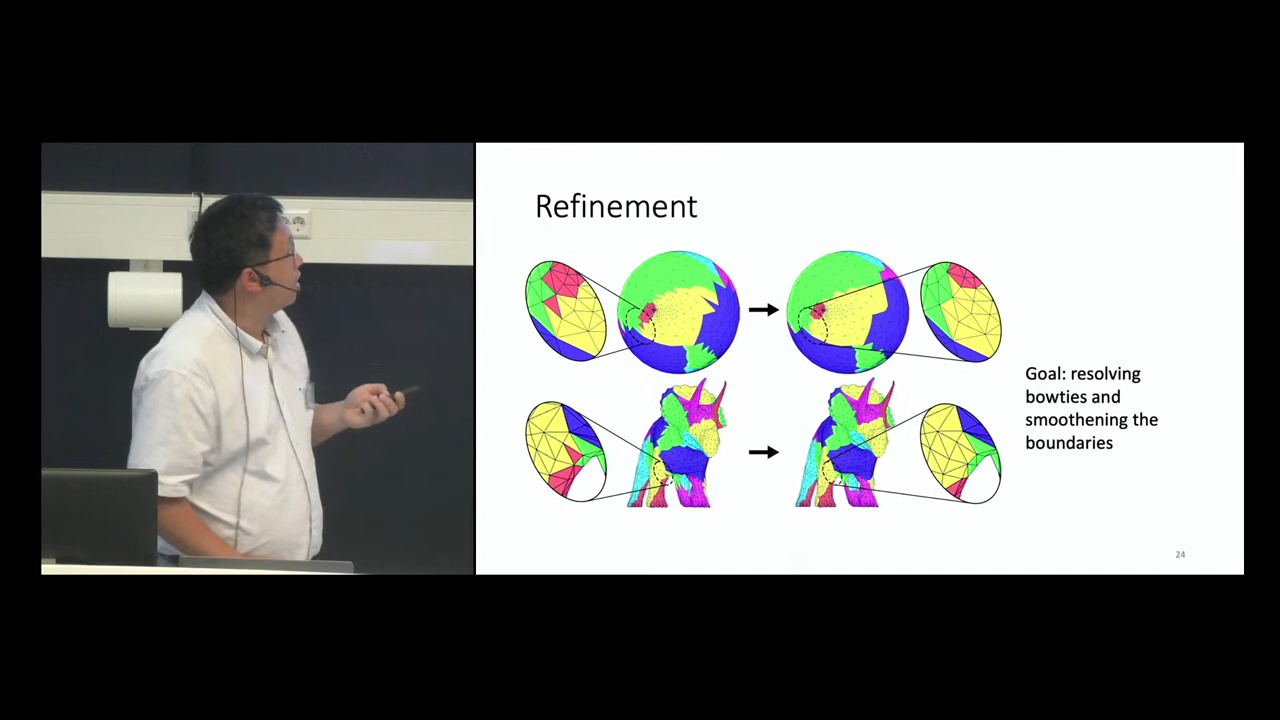 Refinement
Goal: resolving
bowties and
smoothening the
boundaries
24